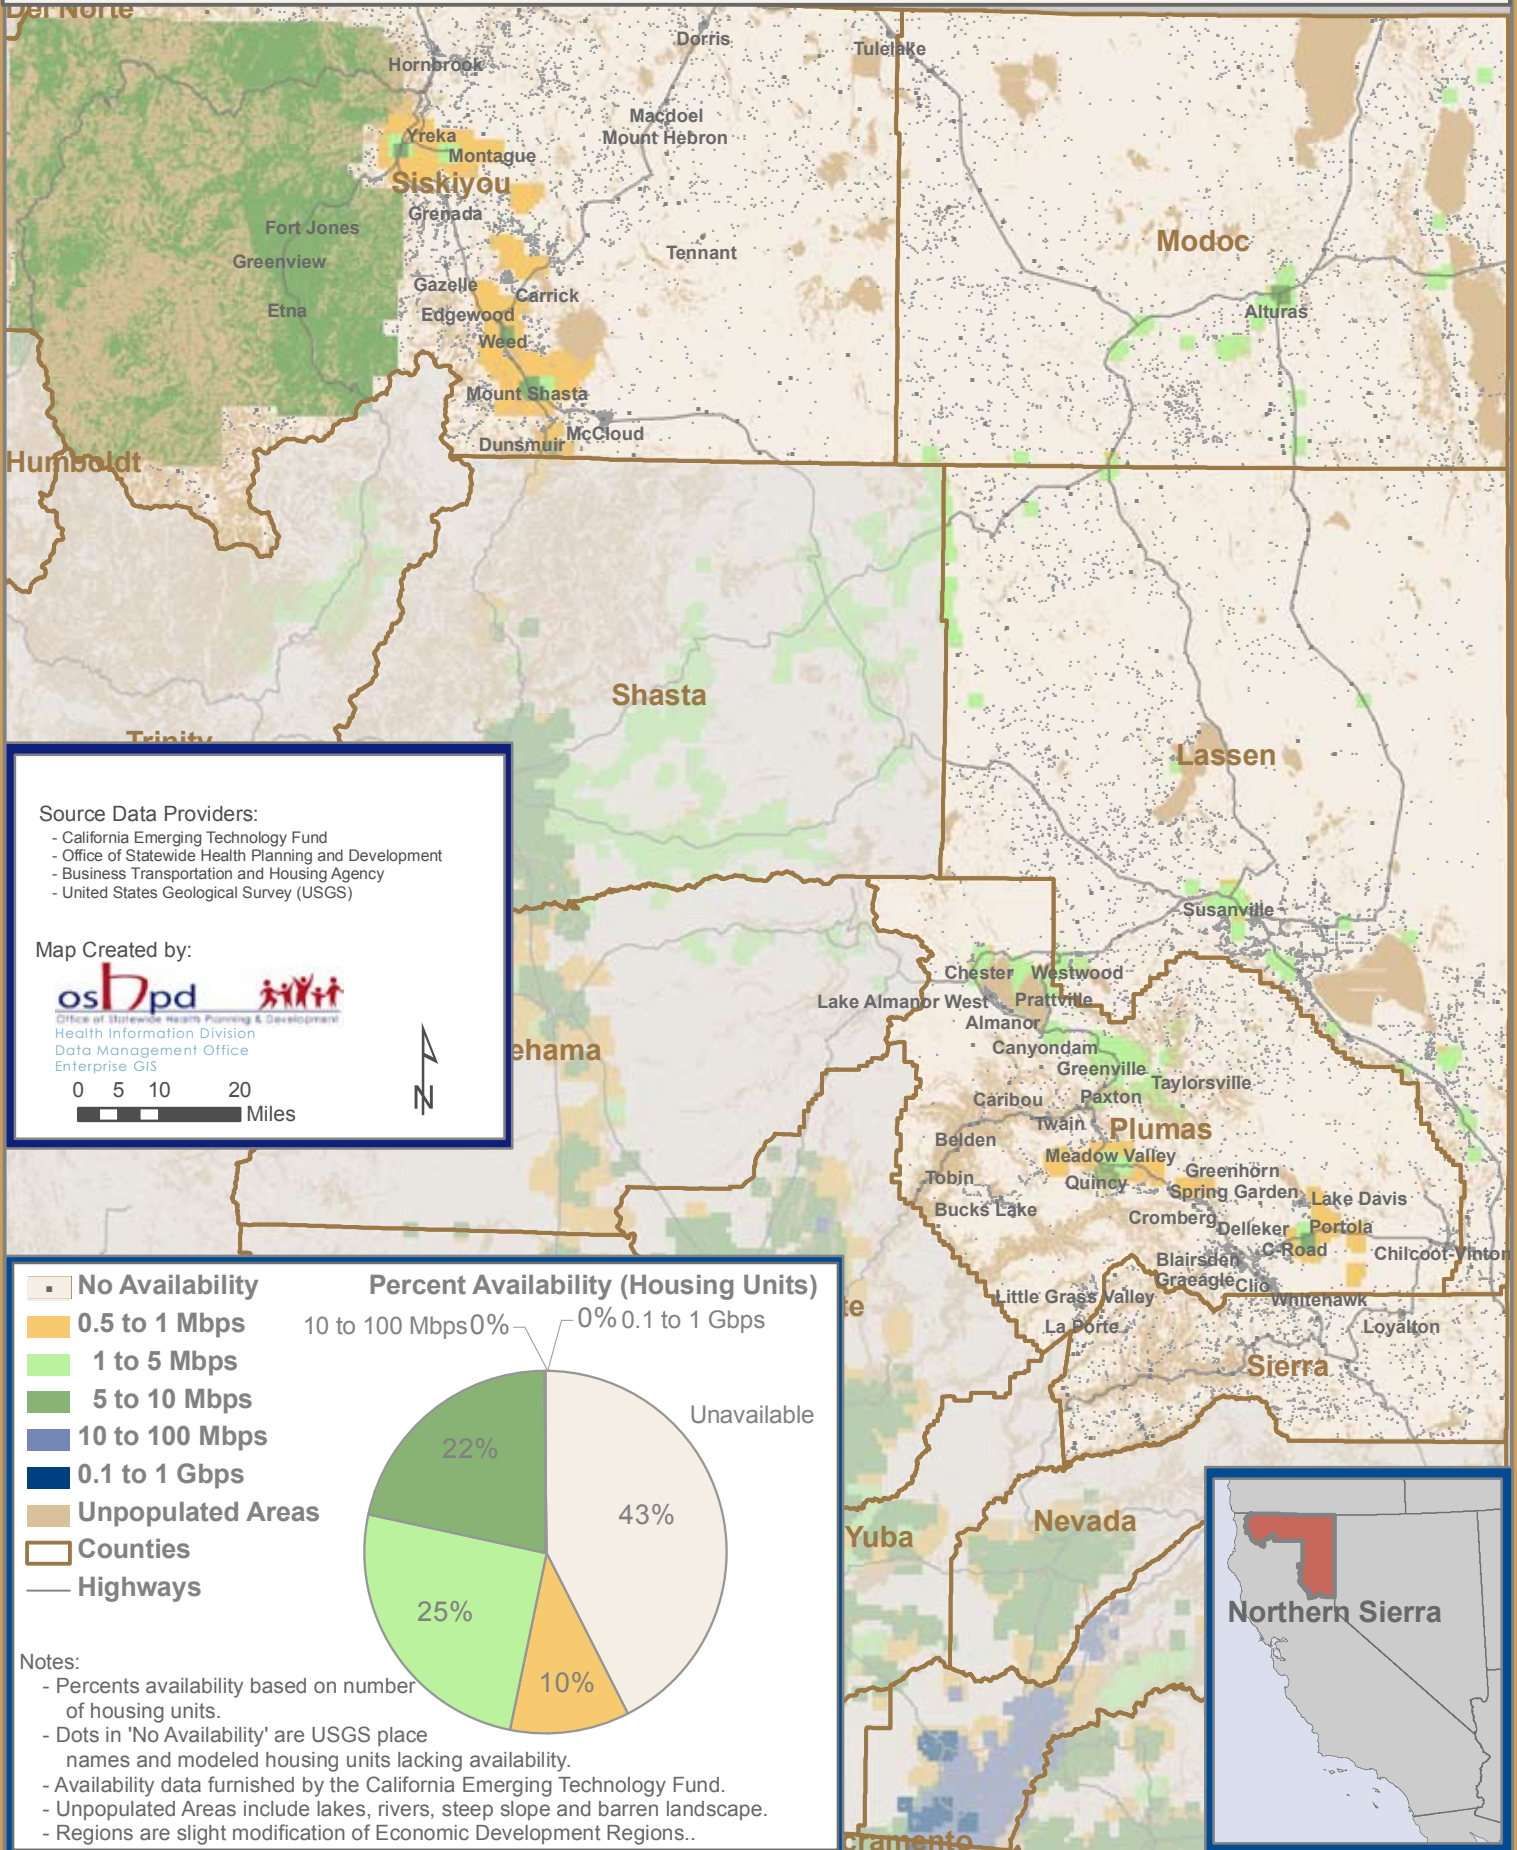 Del Norte
Dorris
Tulelake
Hornbrook
Macdoel
Mount Hebron
Yreka
Montague
Siskiyou
Grenada
Fort Jones
Greenview
Etna
Tennant
Modoc
Gazelle
Carrick
Edgewood
Weed
Alturas
Mount Shasta
McCloud
Dunsmuir
Humboldt
Shasta
Trinity
Lassen
Source Data Providers:
- California Emerging Technology Fund
- Office of Statewide Health Planning and Development
- Business Transportation and Housing Agency
- United States Geological Survey (USGS)
Map Created by:
oshpd
Office of Statewide Health Planning & Development
Health Information Division
Data Management Office
Enterprise GIS
0 5 10 20
Miles
N
Susanville
Chester
Westwood
Lake Almanor West
Prattville
Almanor
Canyondam
Greenville
Taylorsville
ehama
Caribou
Paxton
Twain
Plumas
Belden
Meadow Valley
Greenhorn
Tobin
Quincy
Spring Garden
Lake Davis
Bucks Lake
Cromberg
Delleker
Portola
C-Road
Chilcoot-Vinton
Blairsden
Graeagle
Clio
Whitehawk
Little Grass Valley
La Porte
Loyalton
te
Sierra
Yuba
Nevada
cramento
No Availability
0.5 to 1 Mbps
1 to 5 Mbps
5 to 10 Mbps
10 to 100 Mbps
0.1 to 1 Gbps
Unpopulated Areas
Counties
Highways
Percent Availability (Housing Units)
10 to 100 Mbps 0%
0% 0.1 to 1 Gbps
Unavailable
22%
43%
25%
10%
Notes:
- Percents availability based on number
of housing units.
- Dots in 'No Availability' are USGS place
names and modeled housing units lacking availability.
- Availability data furnished by the California Emerging Technology Fund.
- Unpopulated Areas include lakes, rivers, steep slope and barren landscape.
- Regions are slight modification of Economic Development Regions..
Northern Sierra